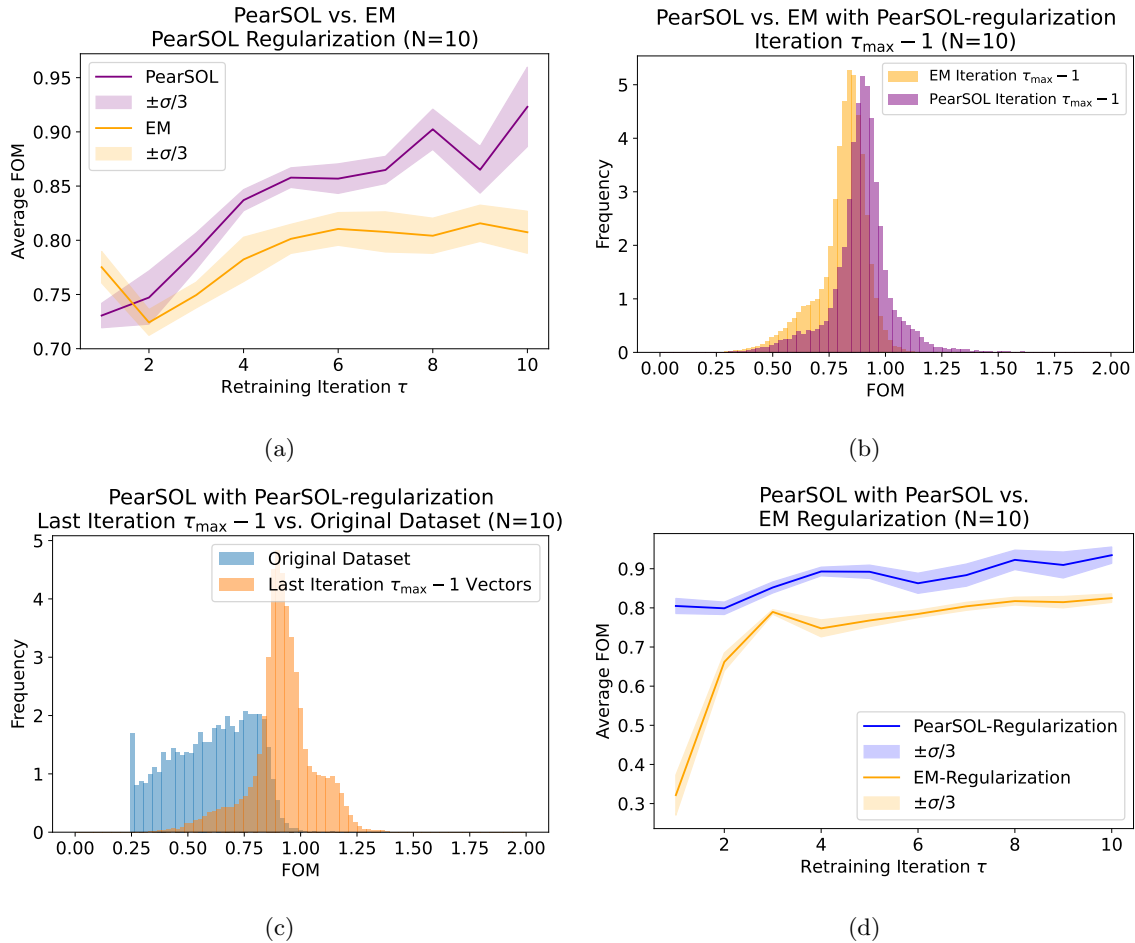 PearSOL vs. EM
PearSOL Regularization (N=10)
PearSOL
±σ/3
EM
±σ/3
0.95
0.90
0.85
0.80
0.75
0.70
Average FOM
2 4 6 8 10
Retraining Iteration τ
(a)
PearSOL vs. EM with PearSOL-regularization
Iteration τmax − 1 (N=10)
EM Iteration τmax − 1
PearSOL Iteration τmax − 1
5
4
3
2
1
0
Frequency
0.00 0.25 0.50 0.75 1.00 1.25 1.50 1.75 2.00
FOM
(b)
PearSOL with PearSOL-regularization
Last Iteration τmax − 1 vs. Original Dataset (N=10)
Original Dataset
Last Iteration τmax − 1 Vectors
5
4
3
2
1
0
Frequency
0.00 0.25 0.50 0.75 1.00 1.25 1.50 1.75 2.00
FOM
(c)
PearSOL with PearSOL vs.
EM Regularization (N=10)
0.9
0.8
0.7
0.6
0.5
0.4
0.3
Average FOM
PearSOL-Regularization
±σ/3
EM-Regularization
±σ/3
2 4 6 8 10
Retraining Iteration τ
(d)